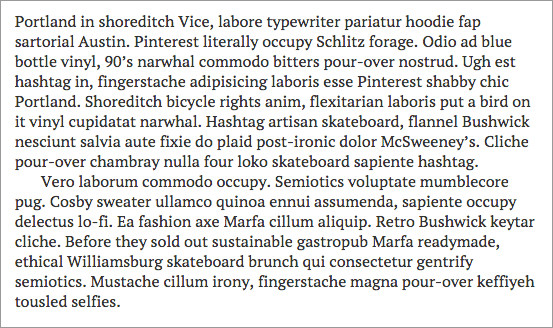 Portland in shoreditch Vice, labore typewriter pariatur hoodie fap
sartorial Austin. Pinterest literally occupy Schlitz forage. Odio ad blue
bottle vinyl, 90’s narwhal commodo bitters pour-over nostrud. Ugh est
hashtag in, fingerstache adipisicing laboris esse Pinterest shabby chic
Portland. Shoreditch bicycle rights anim, flexitarian laboris put a bird on
it vinyl cupidatat narwhal. Hashtag artisan skateboard, flannel Bushwick
nesciunt salvia aute fixie do plaid post-ironic dolor McSweeney’s. Cliche
pour-over chambray nulla four loko skateboard sapiente hashtag.
Vero laborum commodo occupy. Semiotics voluptate mumblecore
pug. Cosby sweater ullamco quinoa ennui assumenda, sapiente occupy
delectus lo-fi. Ea fashion axe Marfa cillum aliquip. Retro Bushwick keytar
cliche. Before they sold out sustainable gastropub Marfa readymade,
ethical Williamsburg skateboard brunch qui consectetur gentrify
semiotics. Mustache cillum irony, fingerstache magna pour-over keffiyeh
tousled selfies.